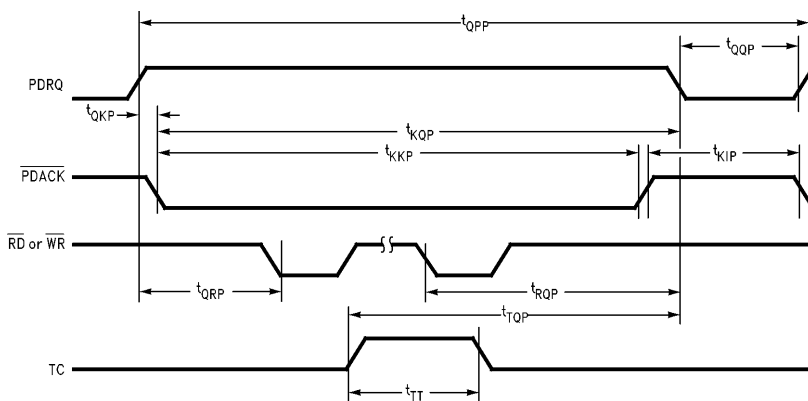 tQPP
tQQP
PDRQ
tQKP
tKQP
tKKP
tKIP
PDACK
RD or WR
tQRP
tRQP
tTQP
TC
tTT